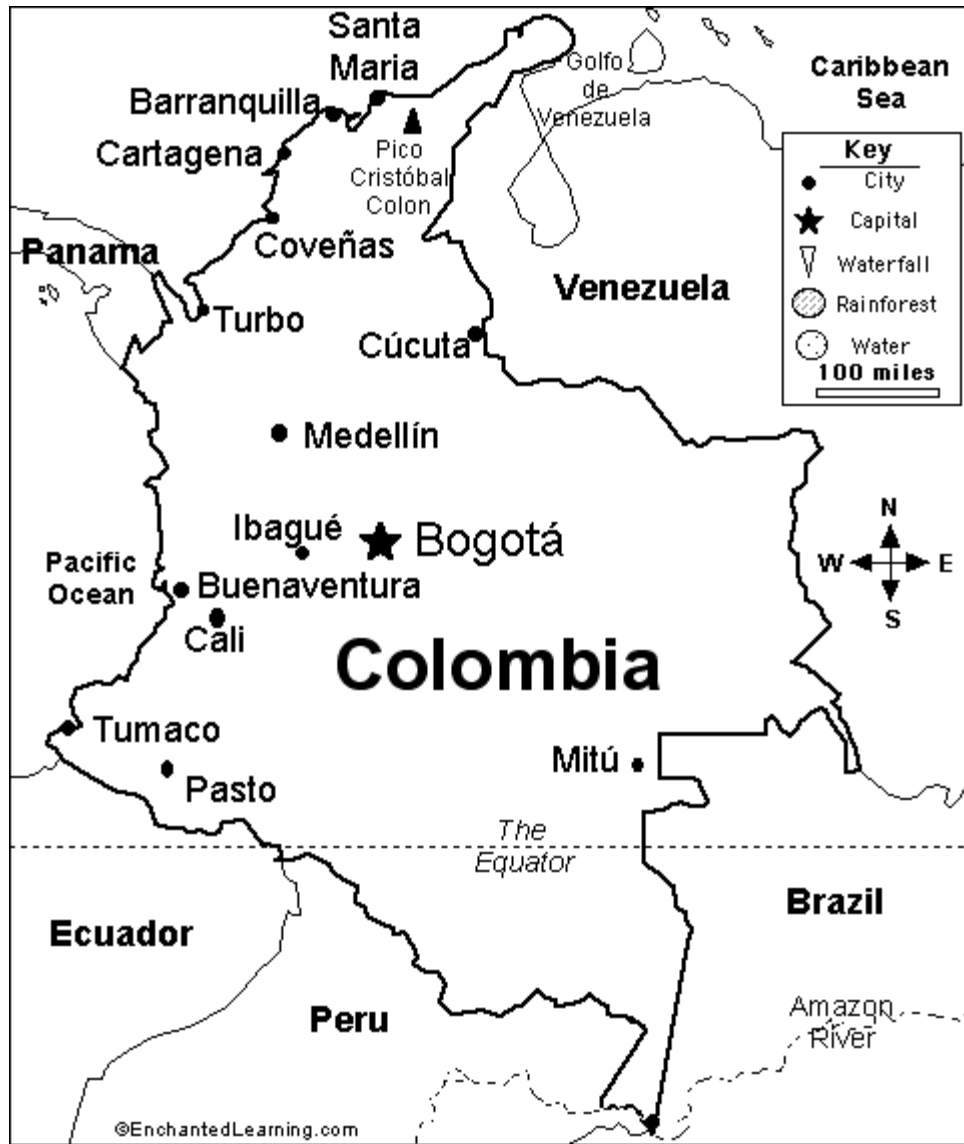 Santa
Maria
Barranquilla
Cartagena
Pico
Cristóbal
Colon
Golfo
de
Venezuela
Caribbean
Sea
Key
City
Capital
Waterfall
Rainforest
Water
100 miles
Panama
Coveñas
Turbo
Venezuela
Cúcuta
Medellín
Ibagué
Bogotá
N
W
E
S
Pacific
Ocean
Buenaventura
Cali
Colombia
Tumaco
Pasto
Mitú
The
Equator
Ecuador
Peru
Brazil
Amazon
River
©EnchantedLearning.com